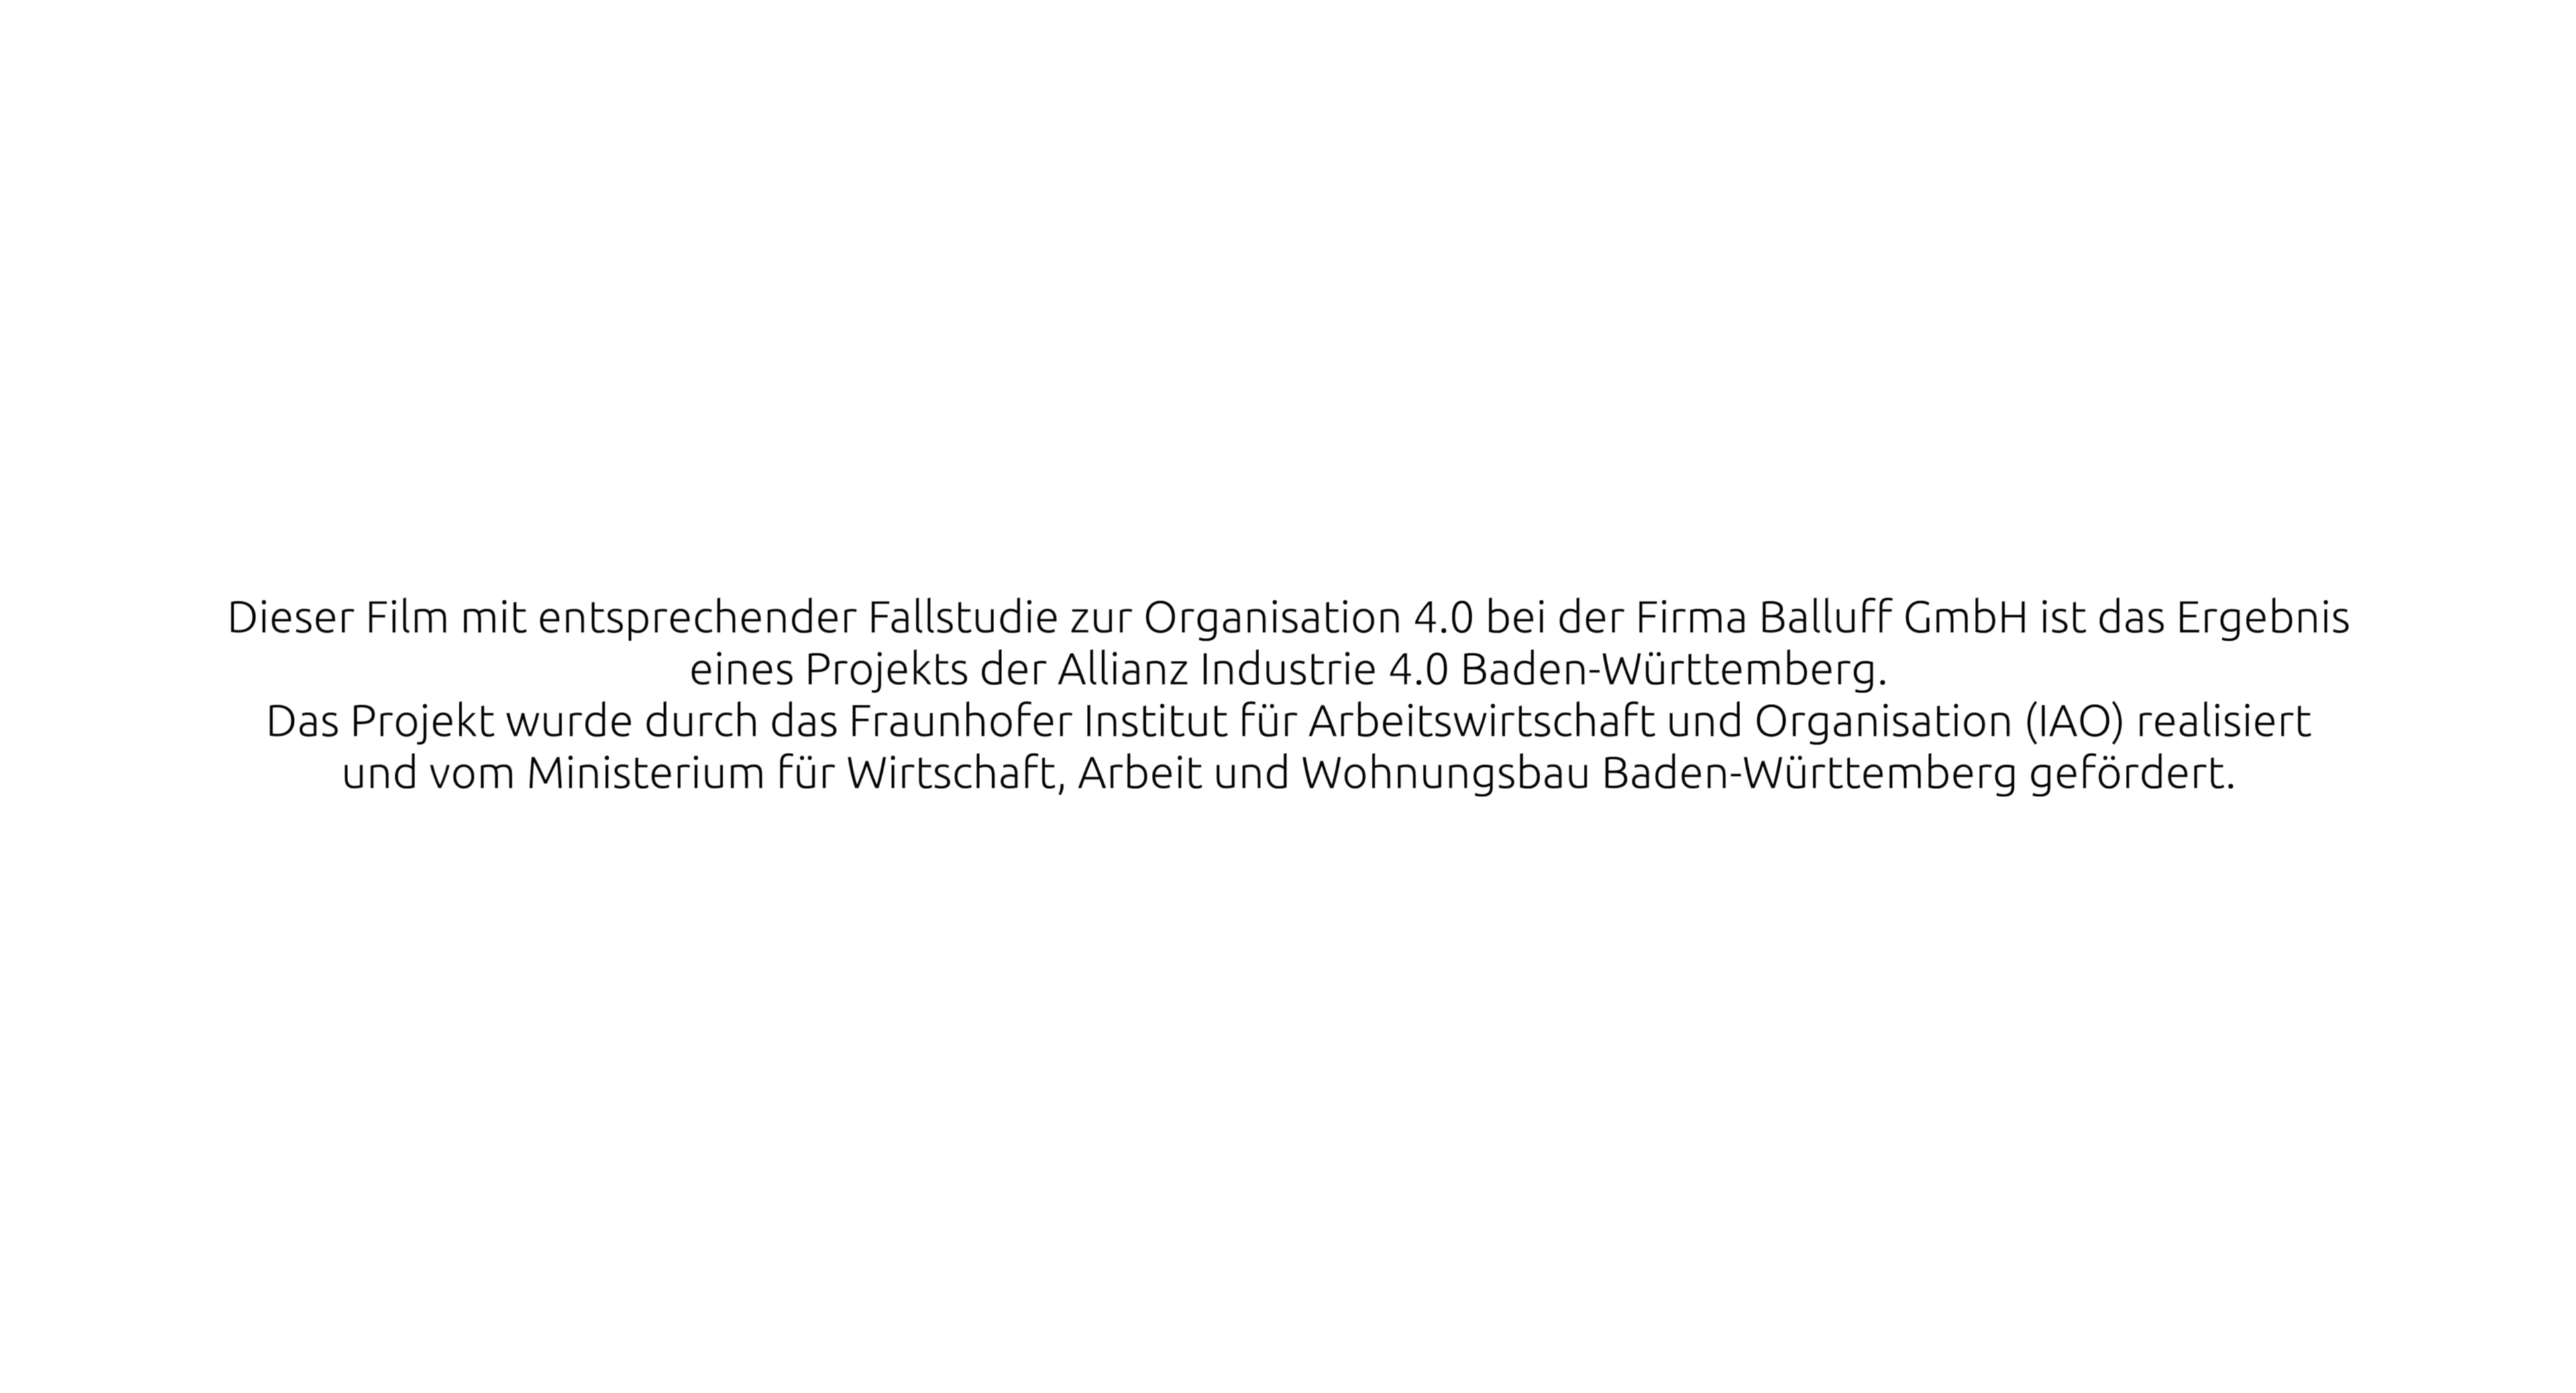 Dieser Film mit entsprechender Fallstudie zur Organisation 4.0 bei der Firma Balluff GmbH ist das Ergebnis
eines Projekts der Allianz Industrie 4.0 Baden-Württemberg.
Das Projekt wurde durch das Fraunhofer Institut für Arbeitswirtschaft und Organisation (IAO) realisiert
und vom Ministerium für Wirtschaft, Arbeit und Wohnungsbau Baden-Württemberg gefördert.